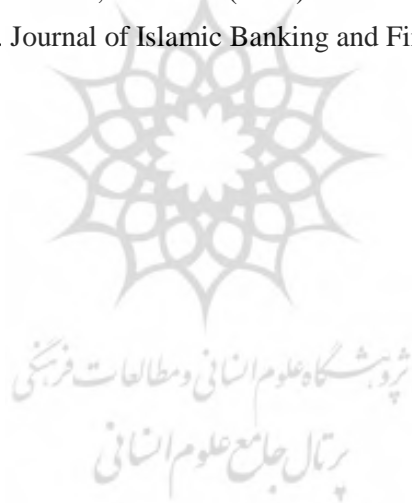 . Journal of Islamic Banking and Fi
پژوهشگاه علوم انسانی و مطالعات فرهنگی
پرتال جامع علوم انسانی